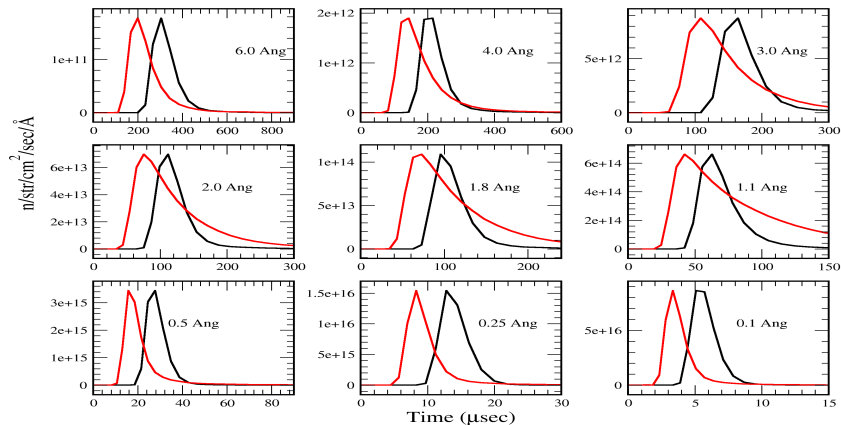 2e+12
1e+11
6.0 Ang
1e+12
4.0 Ang
5e+12
3.0 Ang
0
0
0
0 200 400 600 800
0 200 400 600
0 100 200 300
n/str/cm²/sec/Å
6e+13
4e+13
2e+13
0
2.0 Ang
1e+14
5e+13
0
1.8 Ang
6e+14
4e+14
2e+14
0
1.1 Ang
0 100 200 300
0 100 200
0 50 100 150
3e+15
2e+15
1e+15
0
0.5 Ang
1.5e+16
1e+16
5e+15
0
0.25 Ang
5e+16
0
0.1 Ang
0 20 40 60 80
0 10 20 30
0 5 10 15
Time (μsec)